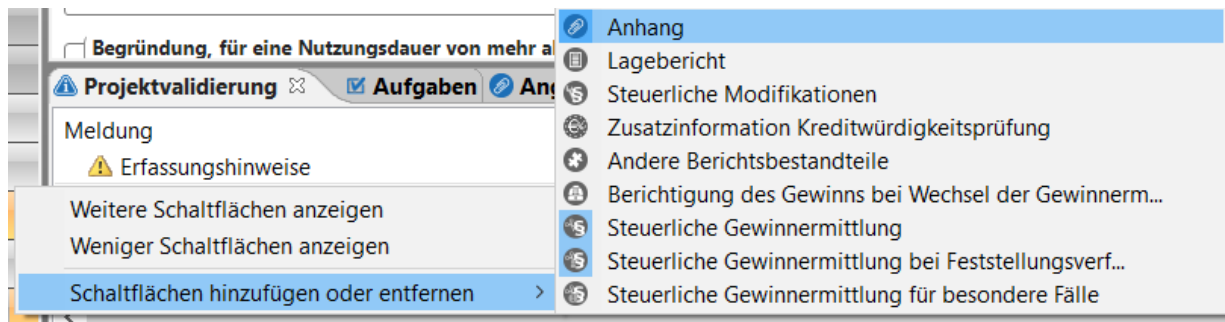 Begründung, für eine Nutzungsdauer von mehr a
Projektvalidierung
Aufgaben
Meldung
Erfassungshinweise
Weitere Schaltflächen anzeigen
Weniger Schaltflächen anzeigen
Schaltflächen hinzufügen oder entfernen
Anhang
Lagebericht
Steuerliche Modifikationen
Zusatzinformation Kreditwürdigkeitsprüfung
Andere Berichtsbestandteile
Berichtigung des Gewinns bei Wechsel der Gewinnerm...
Steuerliche Gewinnermittlung
Steuerliche Gewinnermittlung bei Feststellungsverf...
Steuerliche Gewinnermittlung für besondere Fälle